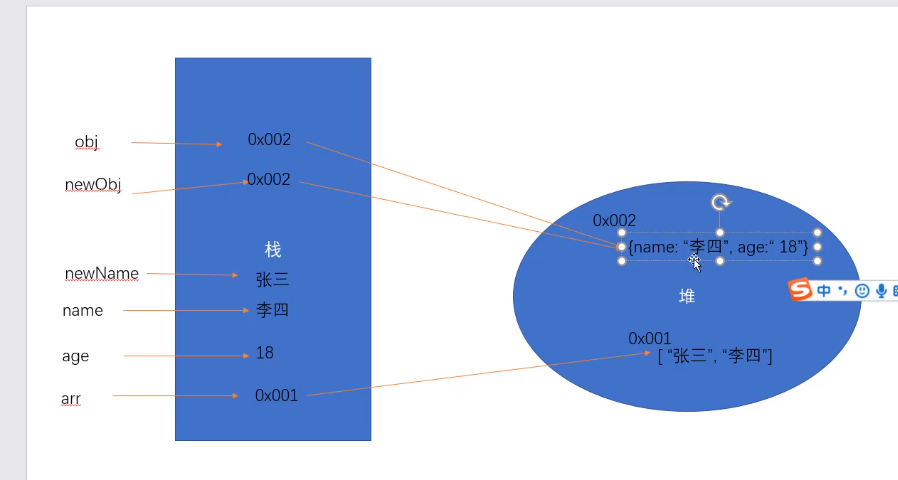 obj
0x002
newObj
0x002
0x002
{name: “李四”, age:“ 18”}
栈
newName
张三
堆
name
李四
0x001
age
18
[ “张三”, “李四”]
arr
0x001
S 中